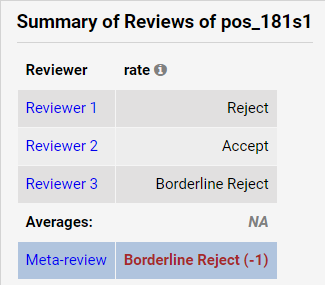 Summary of Reviews of pos_181s1
Reviewer rate
Reviewer 1 Reject
Reviewer 2 Accept
Reviewer 3 Borderline Reject
Averages: NA
Meta-review Borderline Reject (-1)